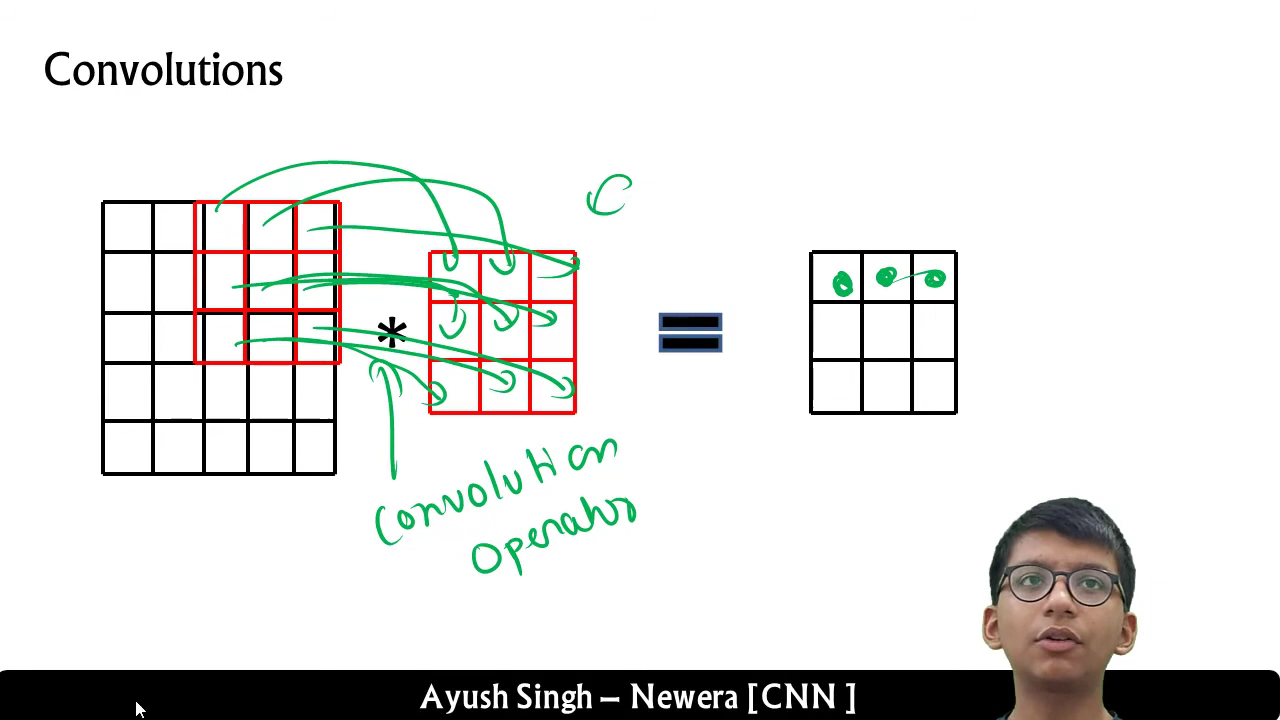 Convolutions
C
*
Convolution
Operator
Ayush Singh – Newera [CNN ]